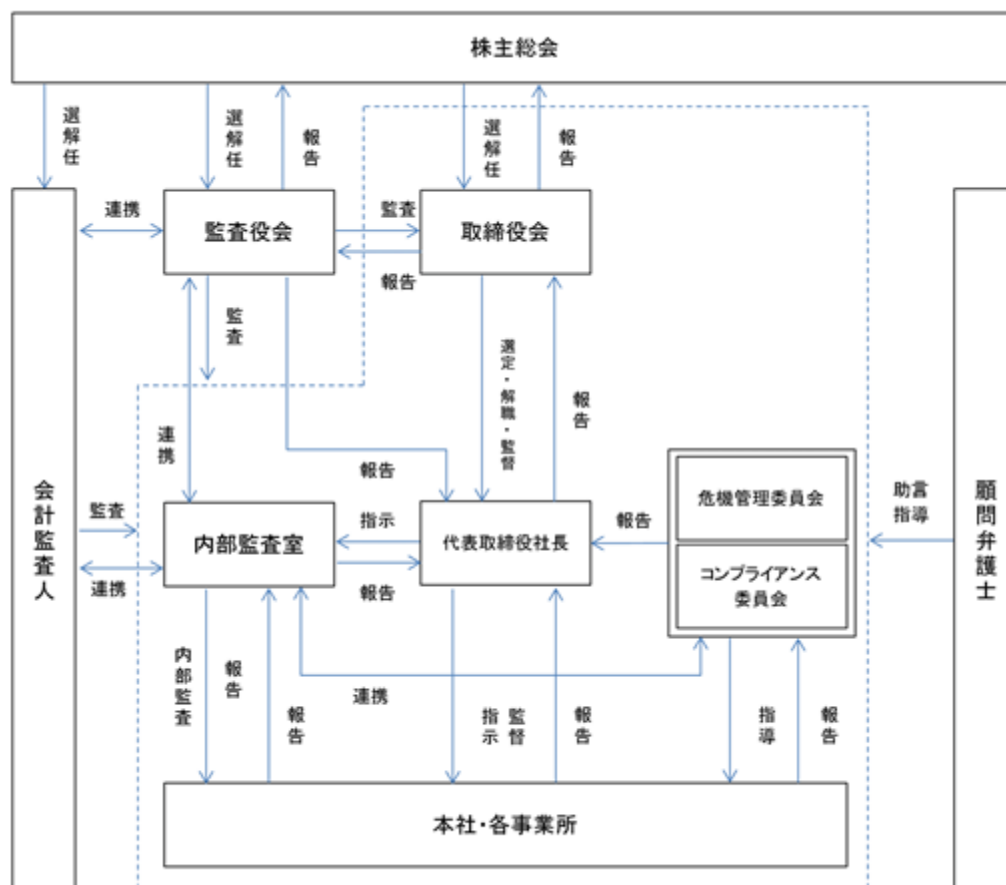 株主総会
選解任
選解任
報告
選解任
報告
連携
監査役会
監査
取締役会
報告
監査
選定・解職・監督
報告
連携
報告
会計監査人
監査
連携
内部監査室
指示
報告
代表取締役社長
報告
危機管理委員会
コンプライアンス
委員会
助言
指導
顧問弁護士
内部監査
報告
報告
連携
指示
監督
報告
指導
報告
本社・各事業所